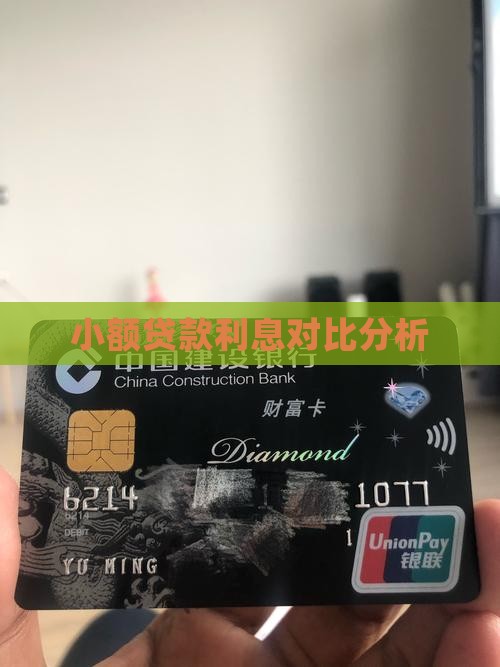 小额贷款利息对比分析
中国建设银行
China Construction Bank
财富卡
Diamond
6214 1077
6214
DEBIT
1
YU MING
UnionPay
银联